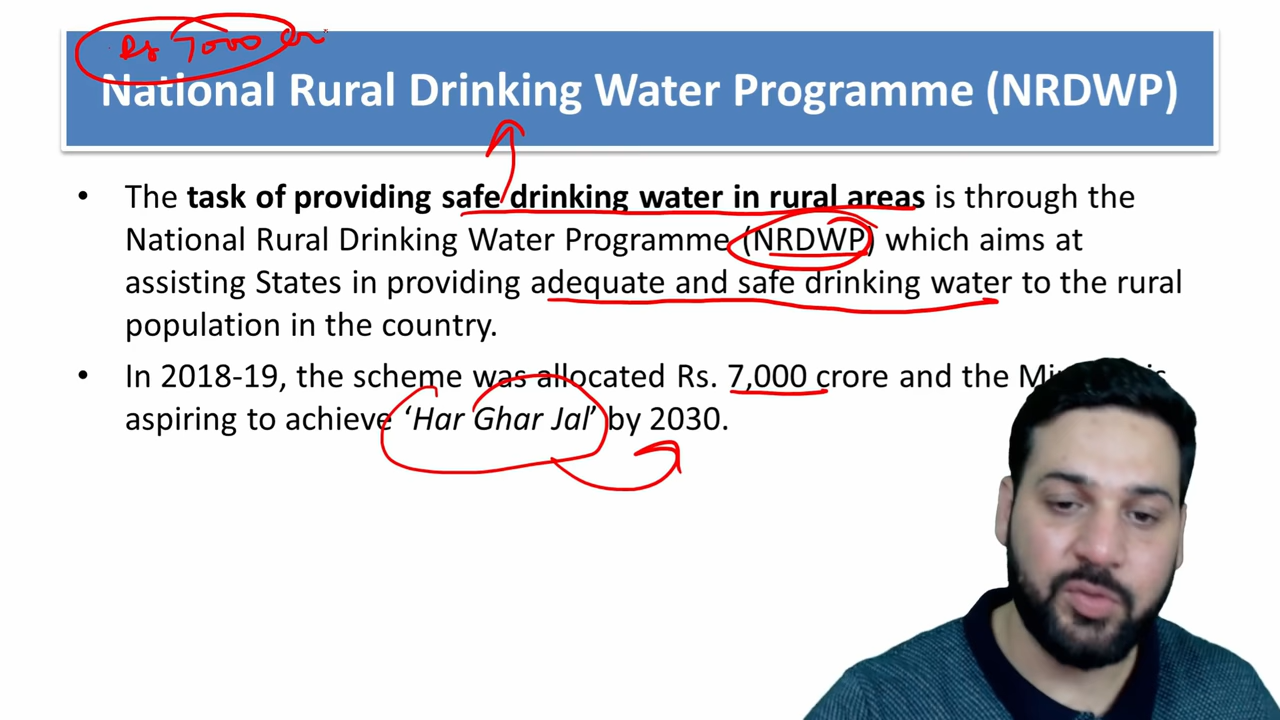 Rs 7000 cr
National Rural Drinking Water Programme (NRDWP)
• The task of providing safe drinking water in rural areas is through the
National Rural Drinking Water Programme (NRDWP) which aims at
assisting States in providing adequate and safe drinking water to the rural
population in the country.
• In 2018-19, the scheme was allocated Rs. 7,000 crore and the
aspiring to achieve ‘Har Ghar Jal’ by 2030.